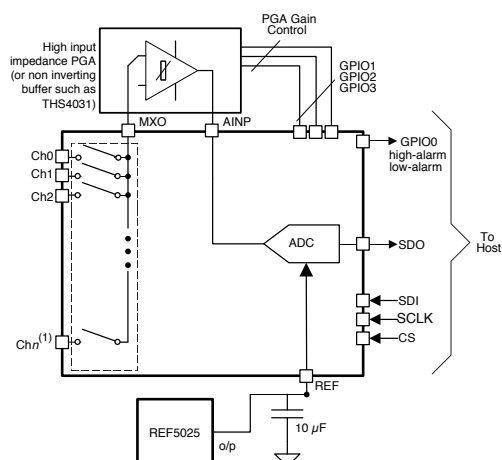 PGA Gain
Control
High input
impedance PGA
(or non inverting
buffer such as
THS4031)
GPIO1
GPIO2
GPIO3
MXO
AINP
Ch0
Ch1
Ch2
GPIO0
high-alarm
low-alarm
ADC
SDO
To
Host
SDI
SCLK
CS
Chn(1)
REF
REF5025
o/p
10 µF